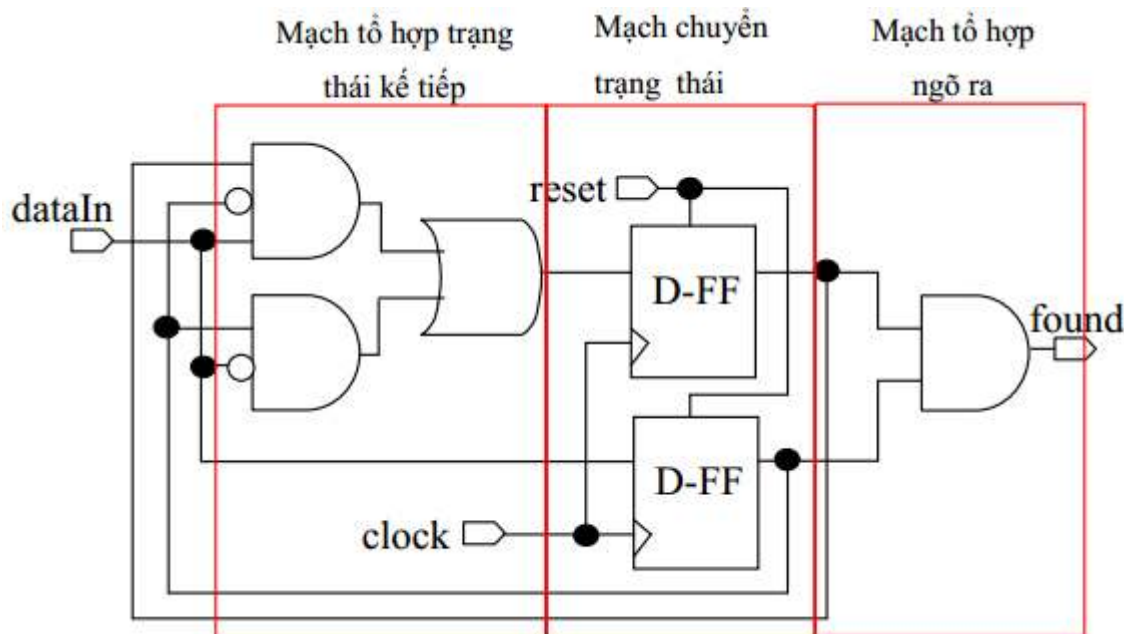 Mạch tổ hợp trạng
thái kế tiếp
Mạch chuyển
trạng thái
Mạch tổ hợp
ngõ ra
reset
dataIn
D-FF
found
D-FF
clock